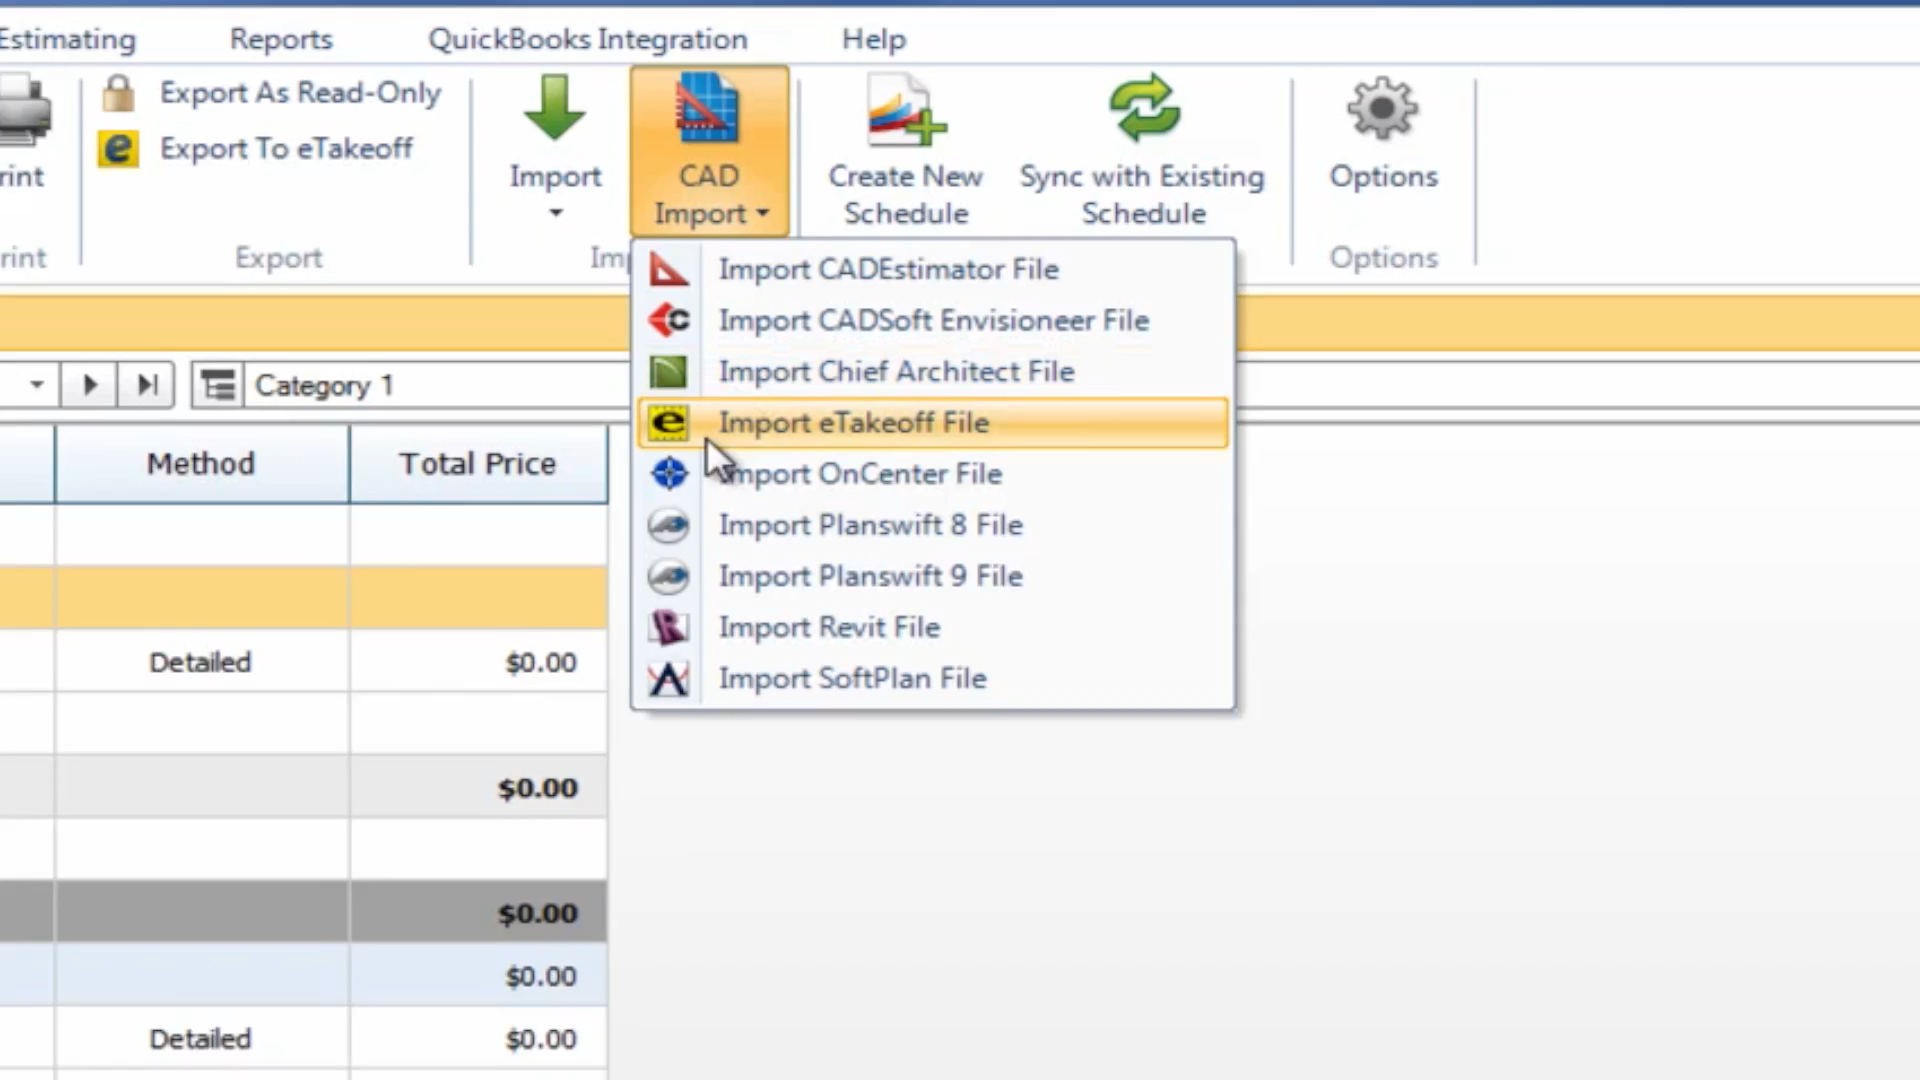 Estimating Reports QuickBooks Integration Help
Export As Read-Only
Export To eTakeoff
rint
Import
CAD
Import
Create New
Schedule
Sync with Existing
Schedule
Options
rint
Export
Im
Options
Import CADEstimator File
Import CADSoft Envisioneer File
Import Chief Architect File
Import eTakeoff File
Import OnCenter File
Import Planswift 8 File
Import Planswift 9 File
Import Revit File
Import SoftPlan File
Category 1
Method Total Price
Detailed $0.00
$0.00
$0.00
$0.00
Detailed $0.00